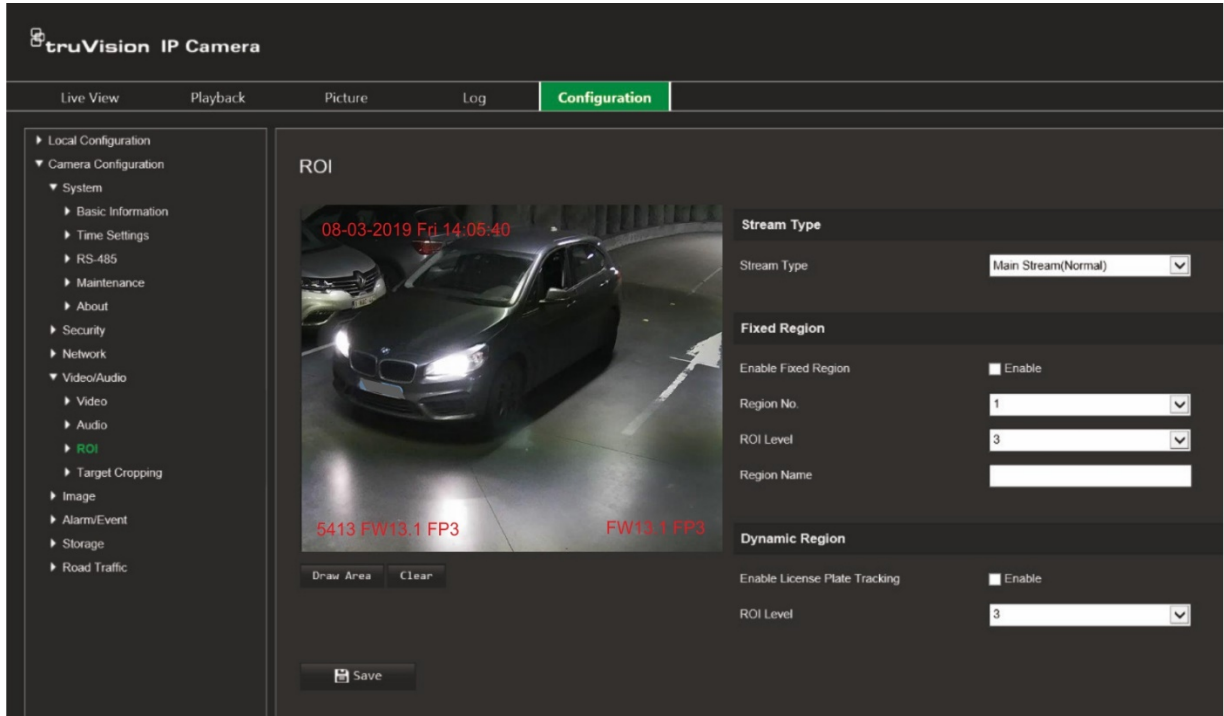 truVision IP Camera
Live View Playback Picture Log Configuration
Local Configuration
Camera Configuration
System
Basic Information
Time Settings
RS-485
Maintenance
About
Security
Network
Video/Audio
Video
Audio
ROI
Target Cropping
Image
Alarm/Event
Storage
Road Traffic
ROI
08-03-2019 Fri 14:05:40
5413 FW13.1 FP3 FW13.1 FP3
Draw Area Clear
Save
Stream Type
Stream Type Main Stream(Normal)
Fixed Region
Enable Fixed Region Enable
Region No. 1
ROI Level 3
Region Name
Dynamic Region
Enable License Plate Tracking Enable
ROI Level 3